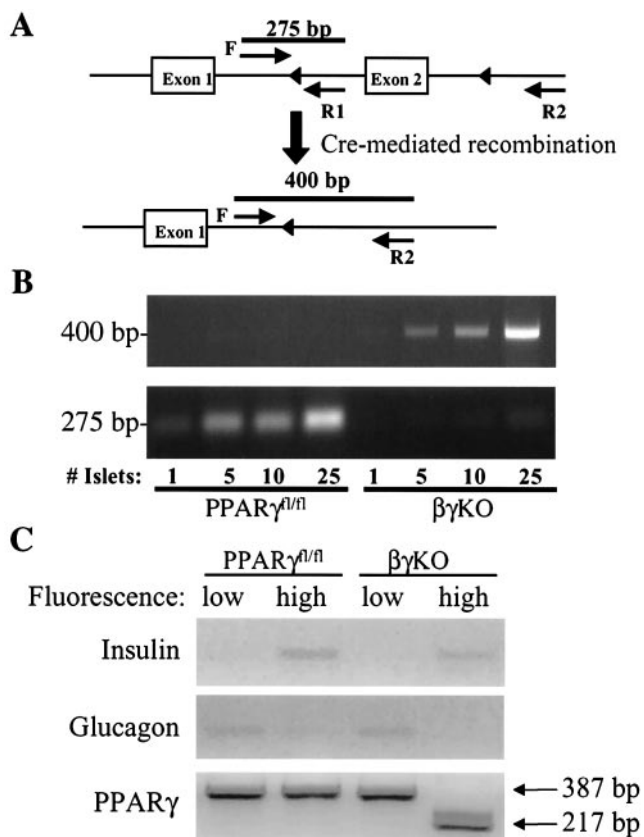 A
275 bp
F
Exon 1
Exon 2
R1
R2
Cre-mediated recombination
400 bp
F
Exon 1
R2
B
400 bp-
275 bp-
# Islets: 1 5 10 25 1 5 10 25
PPARγfl/fl βγKO
C
PPARγfl/fl βγKO
Fluorescence: low high low high
Insulin
Glucagon
PPARγ
387 bp
217 bp